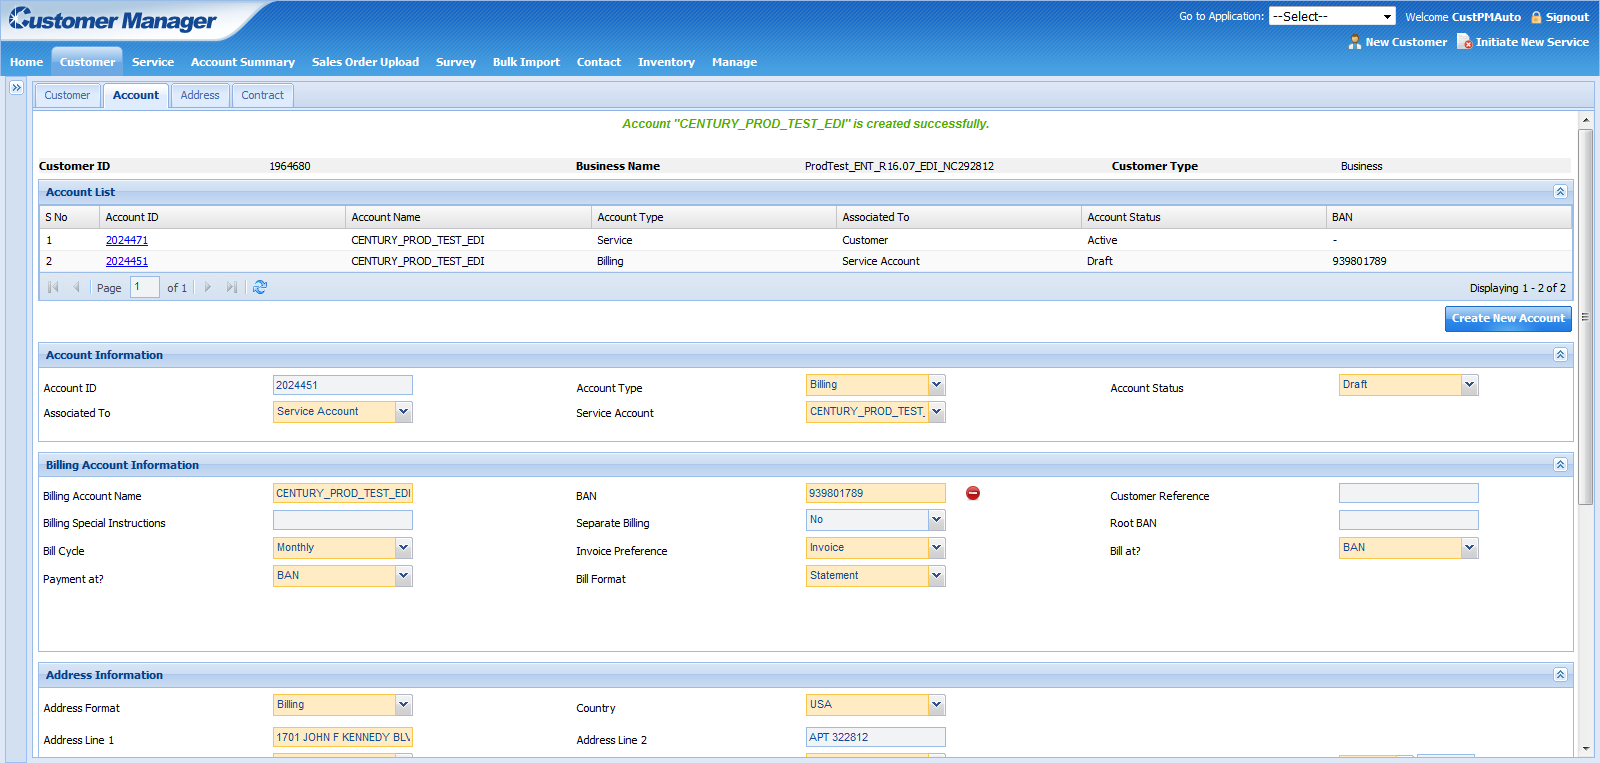 Customer Manager
Go to Application: --Select-- Welcome CustPMAuto Signout
New Customer Initiate New Service
Home Customer Service Account Summary Sales Order Upload Survey Bulk Import Contact Inventory Manage
Customer Account Address Contract
Account "CENTURY_PROD_TEST_EDI" is created successfully.
Customer ID 1964680 Business Name ProdTest_ENT_R16.07_EDI_NC292812 Customer Type Business
Account List
S No Account ID Account Name Account Type Associated To Account Status BAN
1 2024471 CENTURY_PROD_TEST_EDI Service Customer Active -
2 2024451 CENTURY_PROD_TEST_EDI Billing Service Account Draft 939801789
Page 1 of 1 Displaying 1 - 2 of 2
Create New Account
Account Information
Account ID 2024451 Account Type Billing Account Status Draft
Associated To Service Account Service Account CENTURY_PROD_TEST_
Billing Account Information
Billing Account Name CENTURY_PROD_TEST_EDI BAN 939801789 Customer Reference
Billing Special Instructions Separate Billing No Root BAN
Bill Cycle Monthly Invoice Preference Invoice Bill at? BAN
Payment at? BAN Bill Format Statement
Address Information
Address Format Billing Country USA
Address Line 1 1701 JOHN F KENNEDY BLV Address Line 2 APT 322812